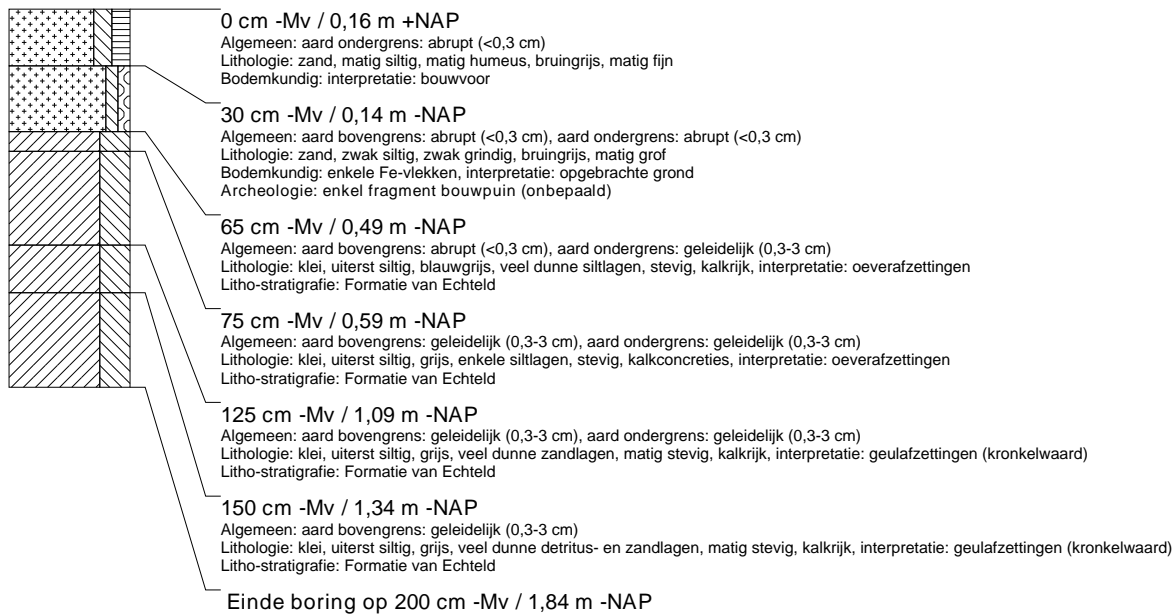 0 cm -Mv / 0,16 m +NAP
Algemeen: aard ondergrens: abrupt (<0,3 cm)
Lithologie: zand, matig siltig, matig humeus, bruingrijs, matig fijn
Bodemkundig: interpretatie: bouwvoor
30 cm -Mv / 0,14 m -NAP
Algemeen: aard bovengrens: abrupt (<0,3 cm), aard ondergrens: abrupt (<0,3 cm)
Lithologie: zand, zwak siltig, zwak grindig, bruingrijs, matig grof
Bodemkundig: enkele Fe-vlekken, interpretatie: opgebrachte grond
Archeologie: enkel fragment bouwpuin (onbepaald)
65 cm -Mv / 0,49 m -NAP
Algemeen: aard bovengrens: abrupt (<0,3 cm), aard ondergrens: geleidelijk (0,3-3 cm)
Lithologie: klei, uiterst siltig, blauwgrijs, veel dunne siltlagen, stevig, kalkrijk, interpretatie: oeverafzettingen
Litho-stratigrafie: Formatie van Echteld
75 cm -Mv / 0,59 m -NAP
Algemeen: aard bovengrens: geleidelijk (0,3-3 cm), aard ondergrens: geleidelijk (0,3-3 cm)
Lithologie: klei, uiterst siltig, grijs, enkele siltlagen, stevig, kalkconcreties, interpretatie: oeverafzettingen
Litho-stratigrafie: Formatie van Echteld
125 cm -Mv / 1,09 m -NAP
Algemeen: aard bovengrens: geleidelijk (0,3-3 cm), aard ondergrens: geleidelijk (0,3-3 cm)
Lithologie: klei, uiterst siltig, grijs, veel dunne zandlagen, matig stevig, kalkrijk, interpretatie: geulafzettingen (kronkelwaard)
Litho-stratigrafie: Formatie van Echteld
150 cm -Mv / 1,34 m -NAP
Algemeen: aard bovengrens: geleidelijk (0,3-3 cm)
Lithologie: klei, uiterst siltig, grijs, veel dunne detritus- en zandlagen, matig stevig, kalkrijk, interpretatie: geulafzettingen (kronkelwaard)
Litho-stratigrafie: Formatie van Echteld
Einde boring op 200 cm -Mv / 1,84 m -NAP